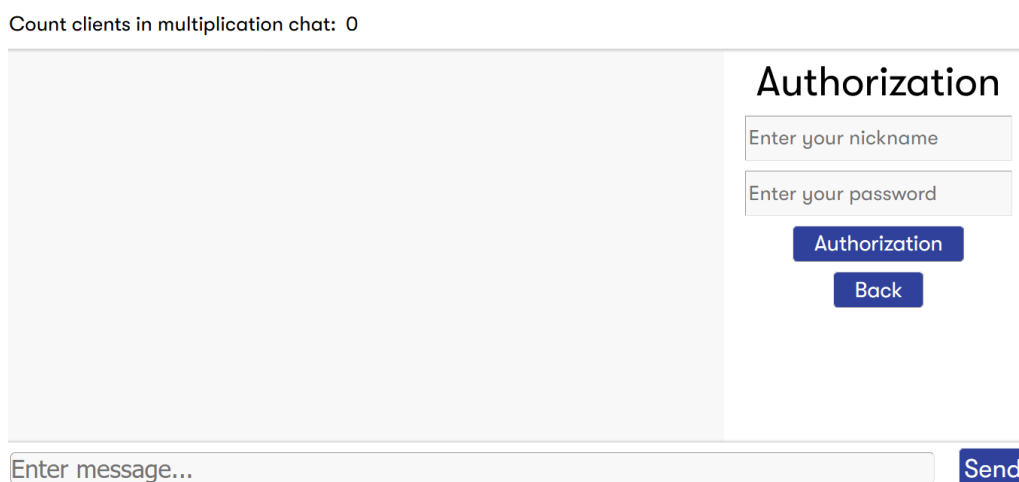 Count clients in multiplication chat: 0
Authorization
Enter your nickname
Enter your password
Authorization
Back
Enter message...
Send